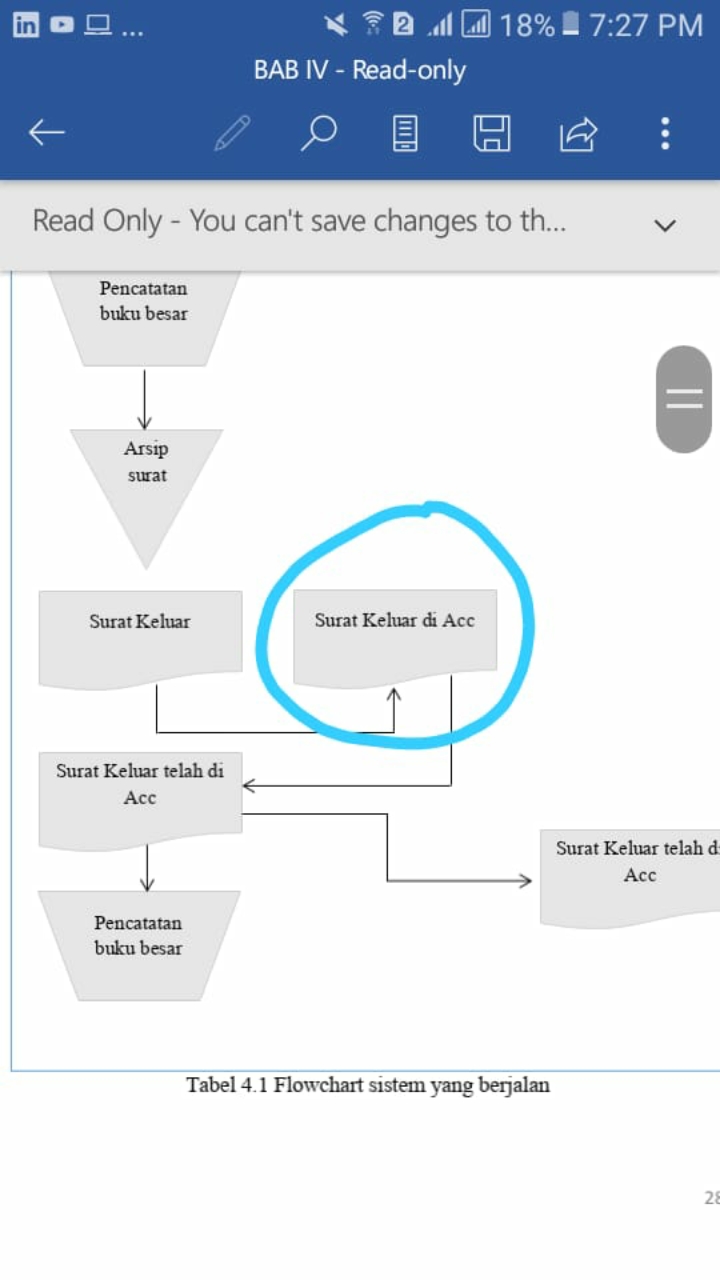 in ... 2 18% 7:27 PM
BAB IV - Read-only
Read Only - You can't save changes to th...
Pencatatan
buku besar
Arsip
surat
Surat Keluar
Surat Keluar di Acc
Surat Keluar telah di
Acc
Surat Keluar telah d
Acc
Pencatatan
buku besar
Tabel 4.1 Flowchart sistem yang berjalan
28